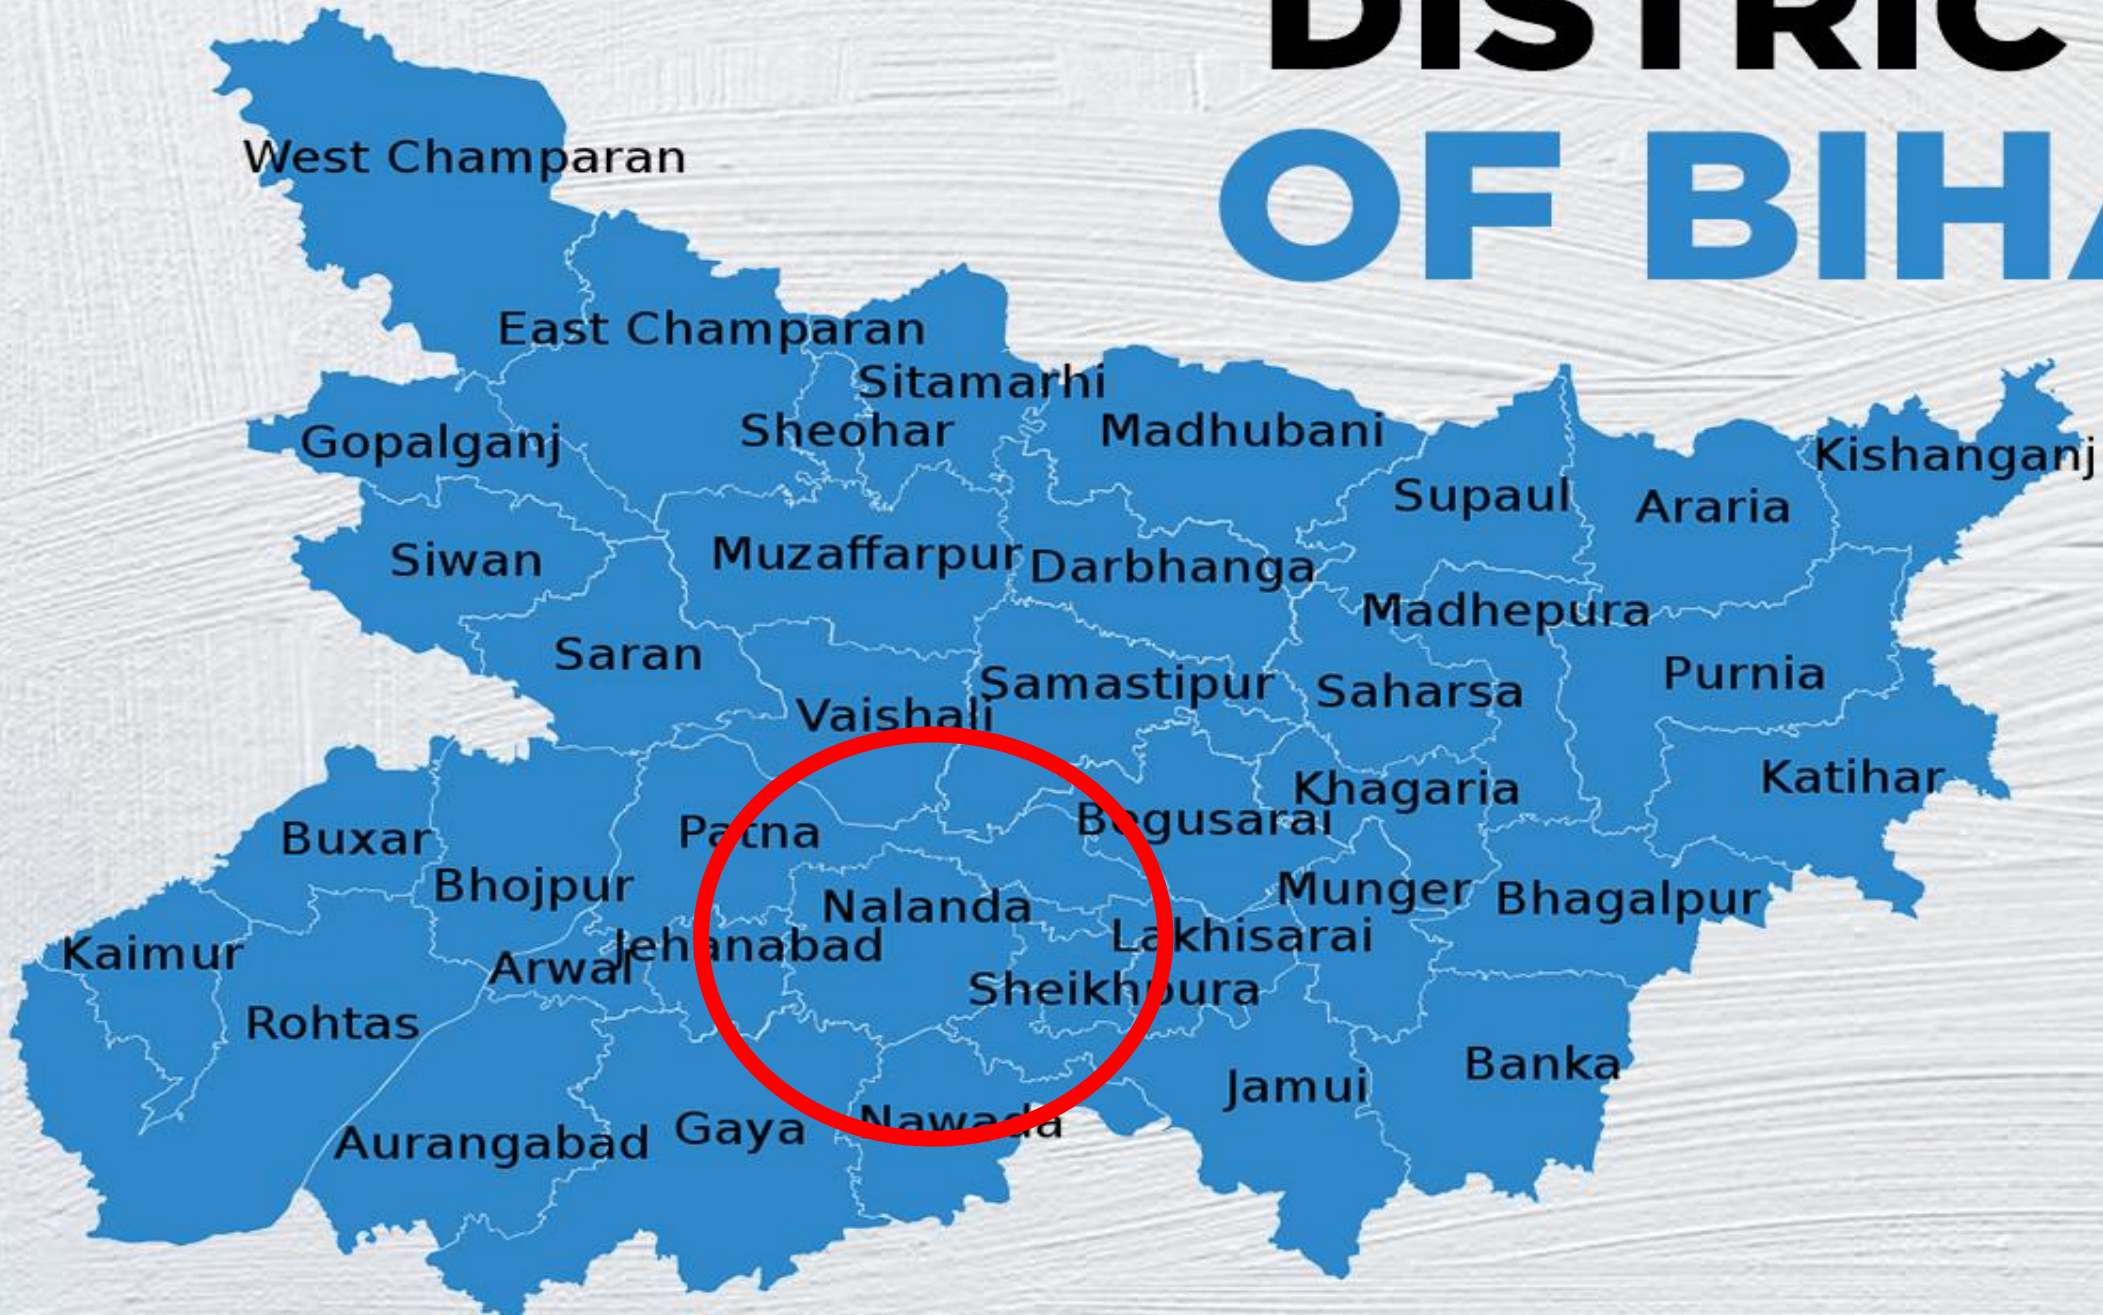 DISTRIC
OF BIHA
West Champaran
East Champaran
Sitamarhi
Sheohar
Madhubani
Gopalganj
Kishanganj
Supaul
Araria
Siwan
Muzaffarpur
Darbhanga
Madhepura
Saran
Samastipur
Saharsa
Purnia
Vaishali
Khagaria
Katihar
Begusarai
Patna
Buxar
Bhojpur
Munger
Bhagalpur
Nalanda
Lakhisarai
Jehanabad
Kaimur
Arwal
Sheikhpura
Rohtas
Banka
Jamui
Nawada
Gaya
Aurangabad